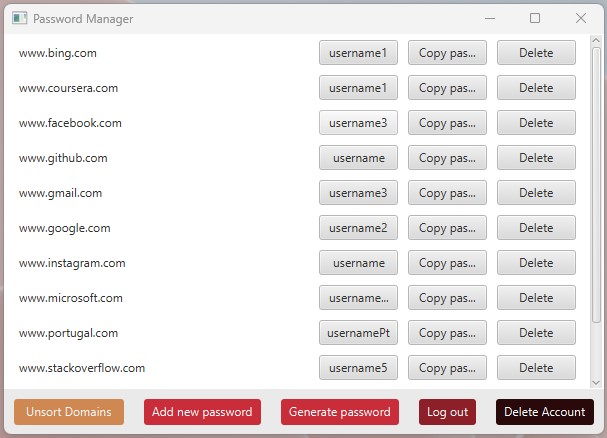 Password Manager
www.bing.com username1 Copy pas... Delete
www.coursera.com username1 Copy pas... Delete
www.facebook.com username3 Copy pas... Delete
www.github.com username Copy pas... Delete
www.gmail.com username3 Copy pas... Delete
www.google.com username2 Copy pas... Delete
www.instagram.com username Copy pas... Delete
www.microsoft.com username... Copy pas... Delete
www.portugal.com usernamePt Copy pas... Delete
www.stackoverflow.com username5 Copy pas... Delete
Unsort Domains Add new password Generate password Log out Delete Account